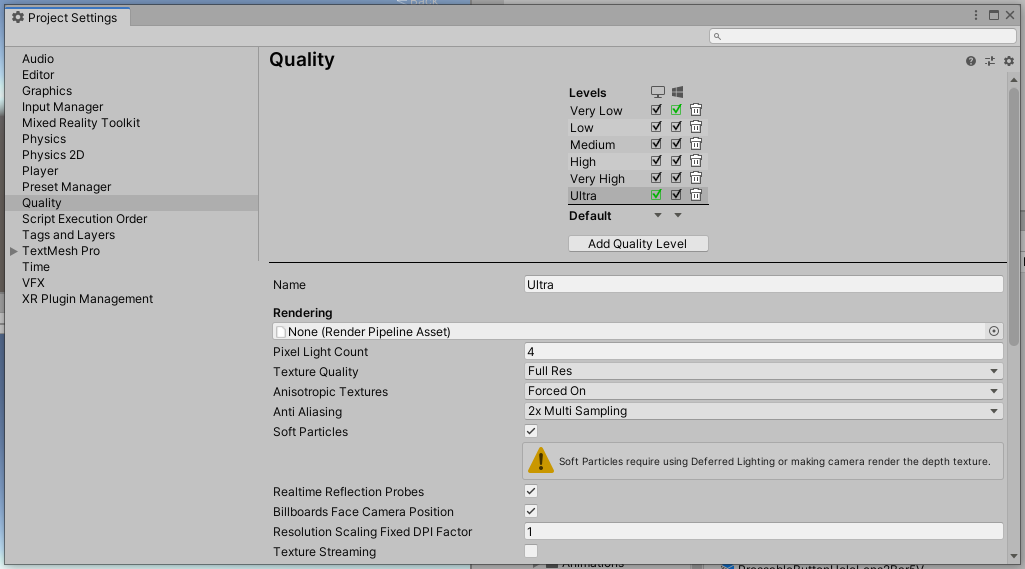 Back
Project Settings
Quality
Audio
Editor
Graphics
Input Manager
Mixed Reality Toolkit
Physics
Physics 2D
Player
Preset Manager
Quality
Script Execution Order
Tags and Layers
TextMesh Pro
Time
VFX
XR Plugin Management
Levels
Very Low
Low
Medium
High
Very High
Ultra
Default
Add Quality Level
Name Ultra
Rendering
None (Render Pipeline Asset)
Pixel Light Count 4
Texture Quality Full Res
Anisotropic Textures Forced On
Anti Aliasing 2x Multi Sampling
Soft Particles
Soft Particles require using Deferred Lighting or making camera render the depth texture.
Realtime Reflection Probes
Billboards Face Camera Position
Resolution Scaling Fixed DPI Factor 1
Texture Streaming
Animations